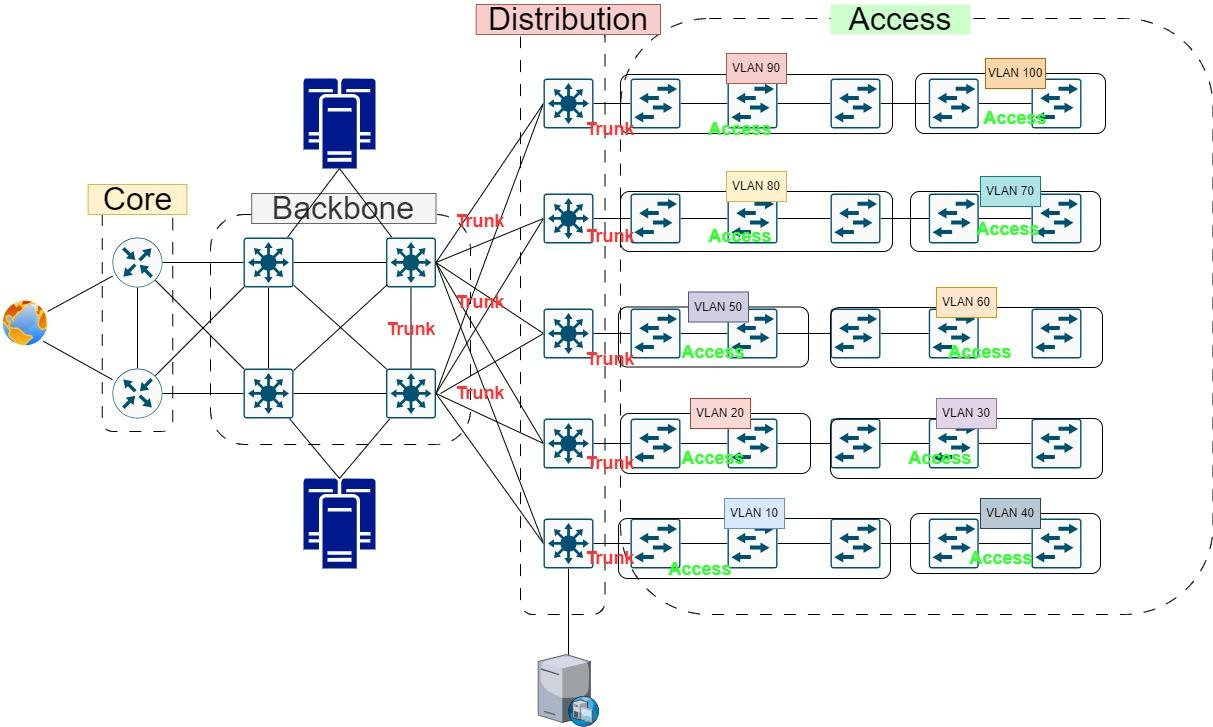 Distribution
Access
VLAN 90
VLAN 100
Trunk
Access
Access
Core
Backbone
VLAN 80
VLAN 70
Trunk
Trunk
Access
Access
Trunk
Trunk
VLAN 50
VLAN 60
Trunk
Access
Access
Trunk
VLAN 20
VLAN 30
Trunk
Access
Access
VLAN 10
VLAN 40
Trunk
Access
Access